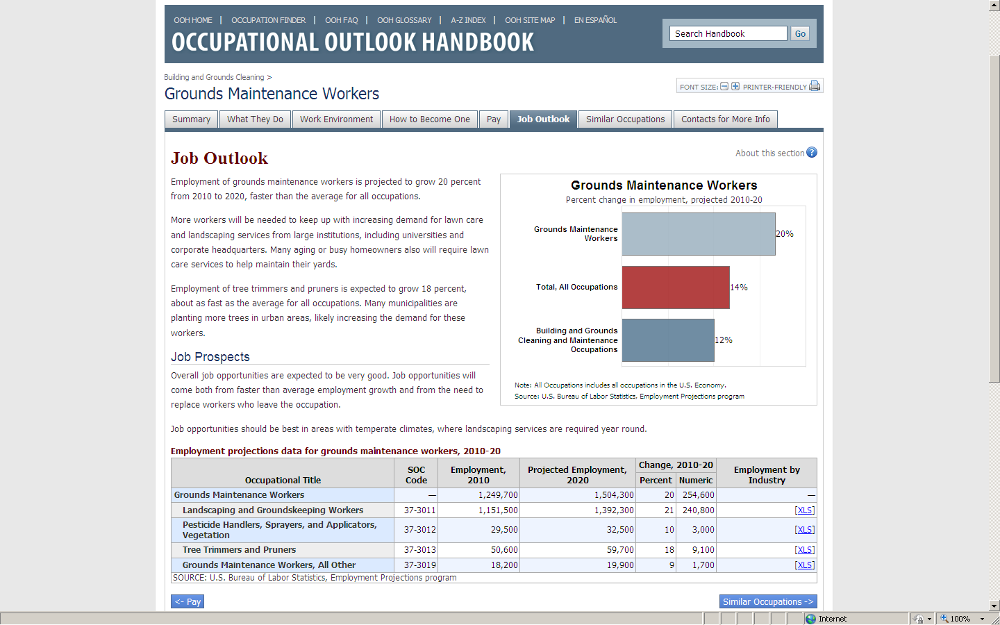 OOH HOME | OCCUPATION FINDER | OOH FAQ | OOH GLOSSARY | A-Z INDEX | OOH SITE MAP | EN ESPAÑOL
OCCUPATIONAL OUTLOOK HANDBOOK
Search Handbook Go
Building and Grounds Cleaning >
Grounds Maintenance Workers
FONT SIZE: PRINTER-FRIENDLY
Summary What They Do Work Environment How to Become One Pay Job Outlook Similar Occupations Contacts for More Info
Job Outlook
About this section ?
Employment of grounds maintenance workers is projected to grow 20 percent
from 2010 to 2020, faster than the average for all occupations.
More workers will be needed to keep up with increasing demand for lawn care
and landscaping services from large institutions, including universities and
corporate headquarters. Many aging or busy homeowners also will require lawn
care services to help maintain their yards.
Employment of tree trimmers and pruners is expected to grow 18 percent,
about as fast as the average for all occupations. Many municipalities are
planting more trees in urban areas, likely increasing the demand for these
workers.
Job Prospects
Overall job opportunities are expected to be very good. Job opportunities will
come both from faster than average employment growth and from the need to
replace workers who leave the occupation.
Job opportunities should be best in areas with temperate climates, where landscaping services are required year round.
Grounds Maintenance Workers
Percent change in employment, projected 2010-20
Grounds Maintenance
Workers
20%
Total, All Occupations
14%
Building and Grounds
Cleaning and Maintenance
Occupations
12%
Note: All Occupations includes all occupations in the U.S. Economy.
Source: U.S. Bureau of Labor Statistics, Employment Projections program
Employment projections data for grounds maintenance workers, 2010-20
Occupational Title
SOC
Code
Employment,
2010
Projected Employment,
2020
Change, 2010-20
Percent Numeric
Employment by
Industry
Grounds Maintenance Workers — 1,249,700 1,504,300 20 254,600 —
Landscaping and Groundskeeping Workers 37-3011 1,151,500 1,392,300 21 240,800 [XLS]
Pesticide Handlers, Sprayers, and Applicators,
Vegetation
37-3012 29,500 32,500 10 3,000 [XLS]
Tree Trimmers and Pruners 37-3013 50,600 59,700 18 9,100 [XLS]
Grounds Maintenance Workers, All Other 37-3019 18,200 19,900 9 1,700 [XLS]
SOURCE: U.S. Bureau of Labor Statistics, Employment Projections program
<- Pay
Similar Occupations ->
Internet
100%